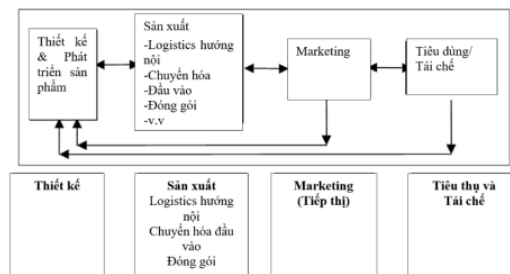 Thiết kế
& Phát
triển sản
phẩm
Sản xuất
-Logistics hướng
nội
-Chuyển hóa
-Đầu vào
-Đóng gói
-v.v
Marketing
Tiêu dùng/
Tái chế
Thiết kế
Sản xuất
Logistics hướng
nội
Chuyển hóa đầu
vào
Đóng gói
Marketing
(Tiếp thị)
Tiêu thụ và
Tái chế